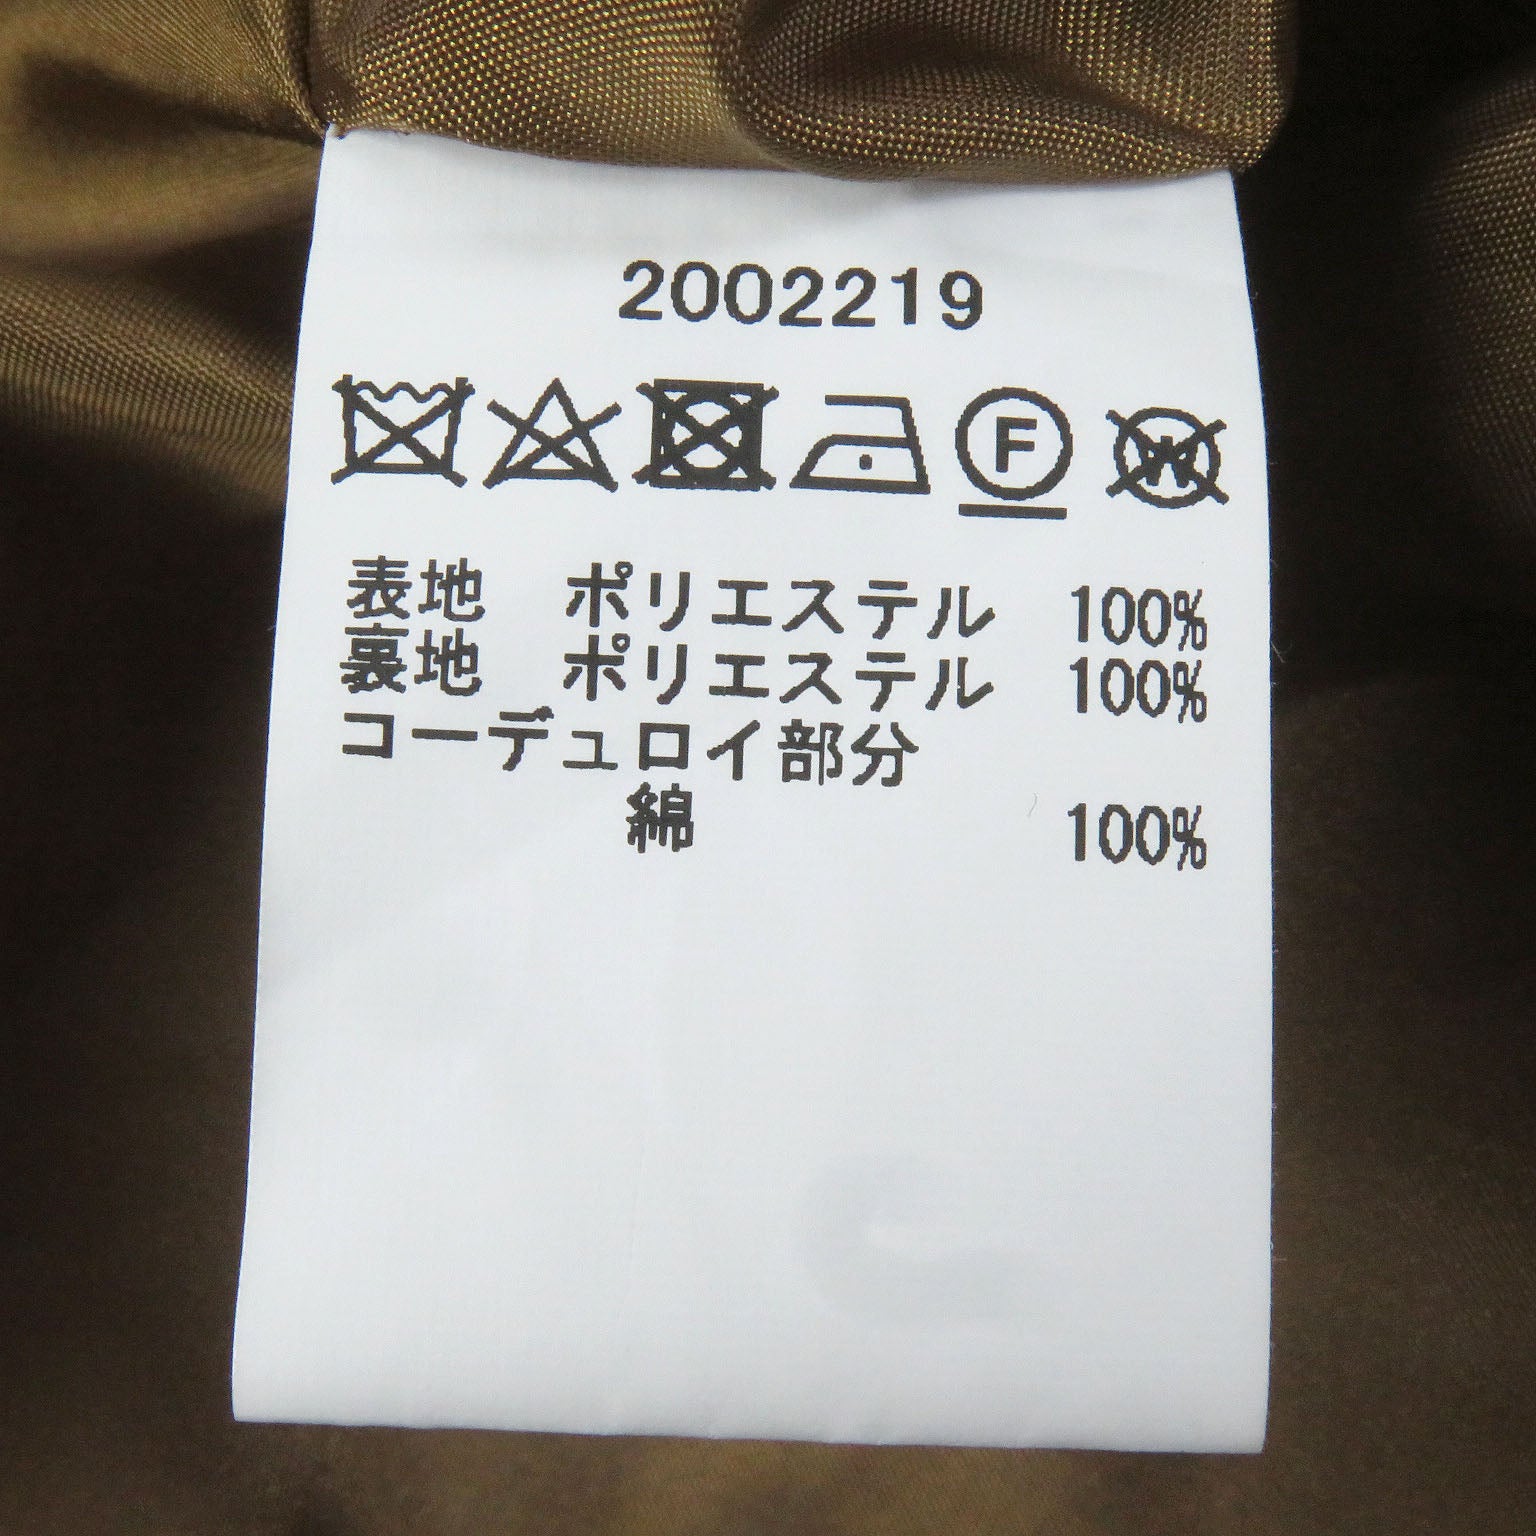 2002219
F
W
表地 ポリエステル 100%
裏地 ポリエステル 100%
コーデュロイ部分
綿 100%